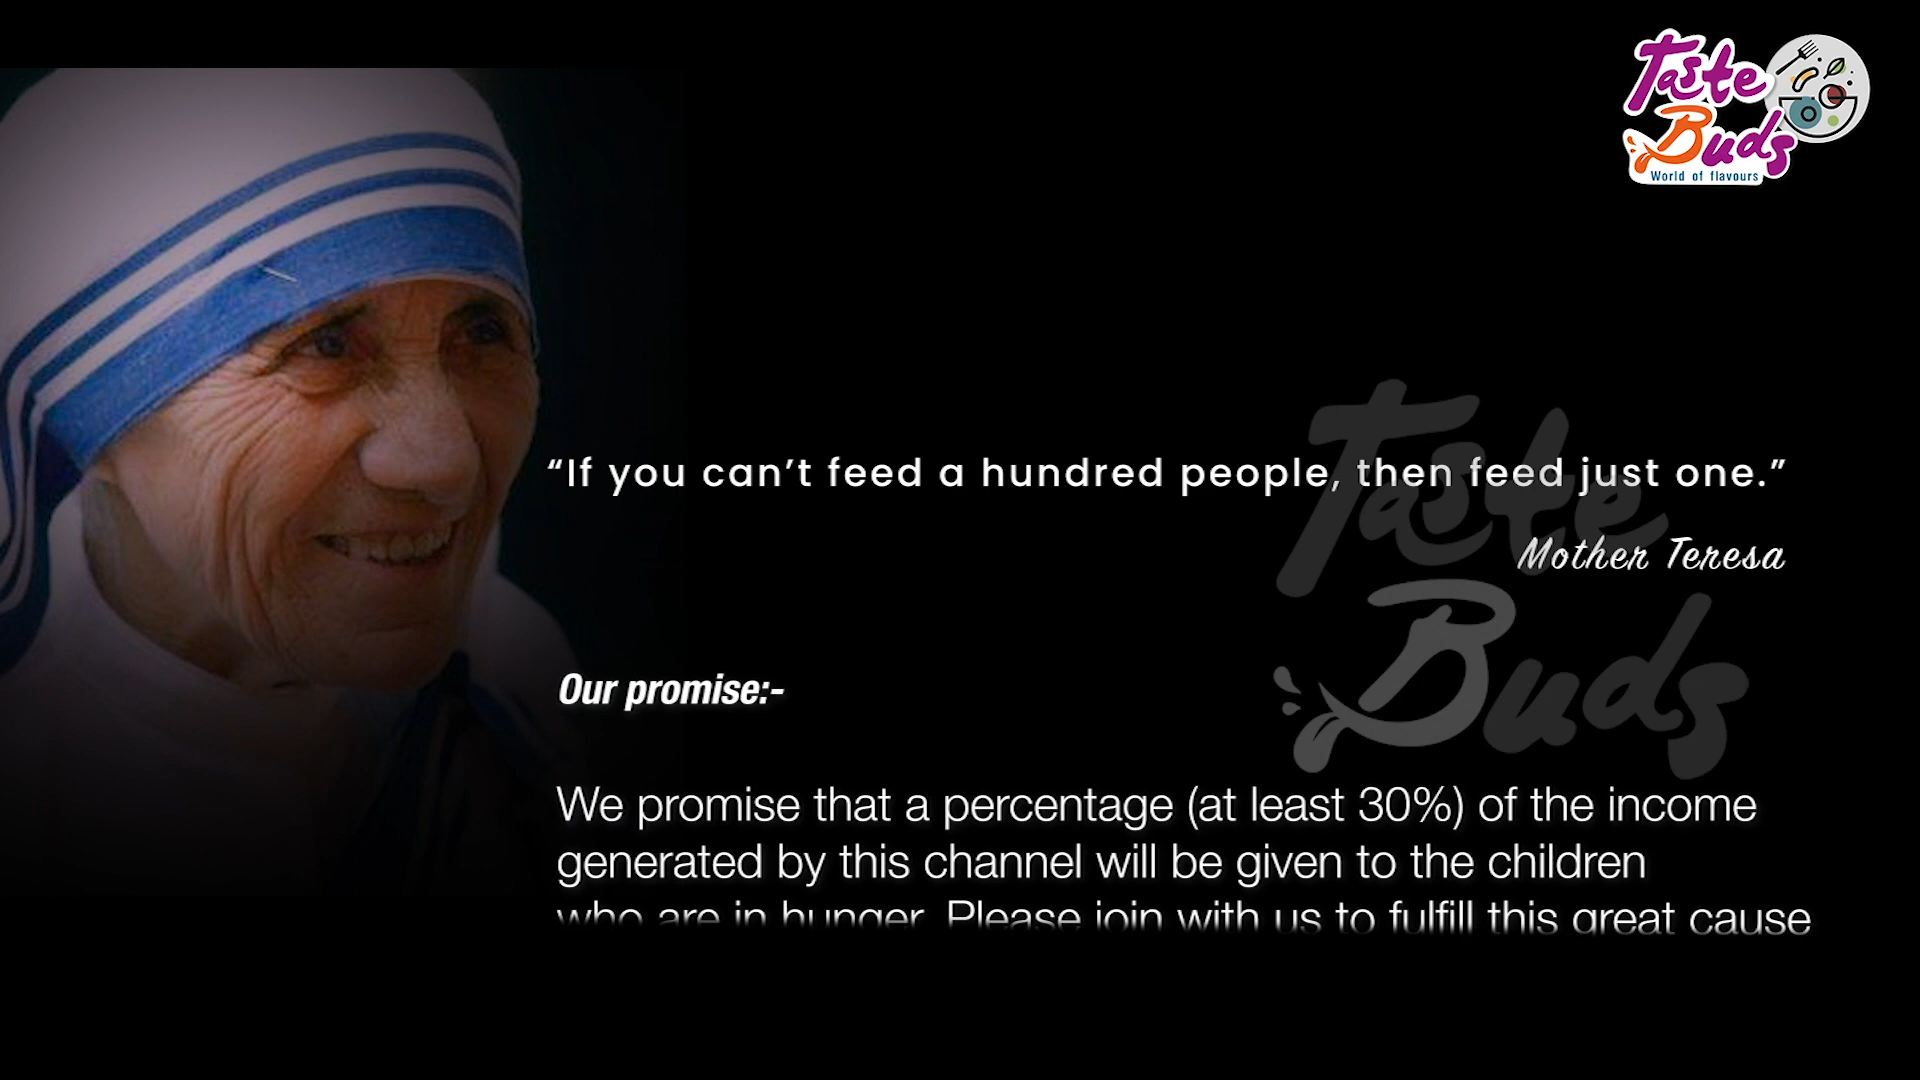 Taste
Buds
World of flavours
“If you can’t feed a hundred people, then feed just one.”
Mother Teresa
Taste
Buds
Our promise:-
We promise that a percentage (at least 30%) of the income
generated by this channel will be given to the children
who are in hunger. Please join with us to fulfill this great cause